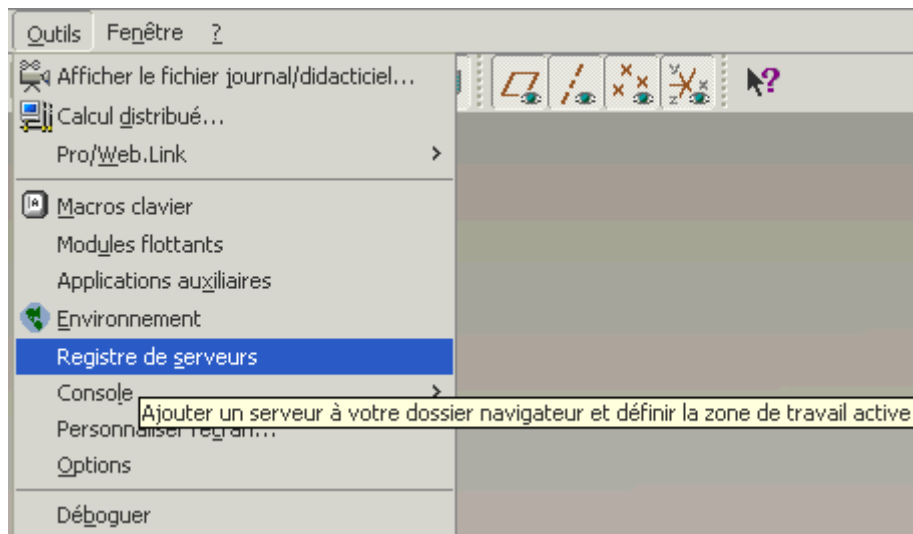 Outils Fenêtre ?
Afficher le fichier journal/didacticiel...
Calcul distribué...
Pro/Web.Link >
Macros clavier
Modules flottants
Applications auxiliaires
Environnement
Registre de serveurs
Console
Ajouter un serveur à votre dossier navigateur et définir la zone de travail active
Personnaliser l'écran...
Options
Déboguer